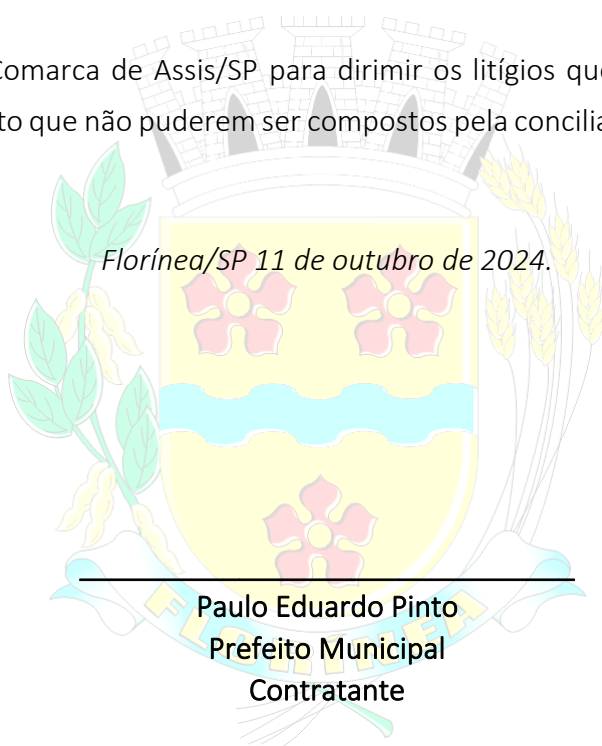 Comarca de Assis/SP para dirimir os litígios que
to que não puderem ser compostos pela concilia
Florínea/SP 11 de outubro de 2024.
Paulo Eduardo Pinto
Prefeito Municipal
Contratante
FLORÍNEA